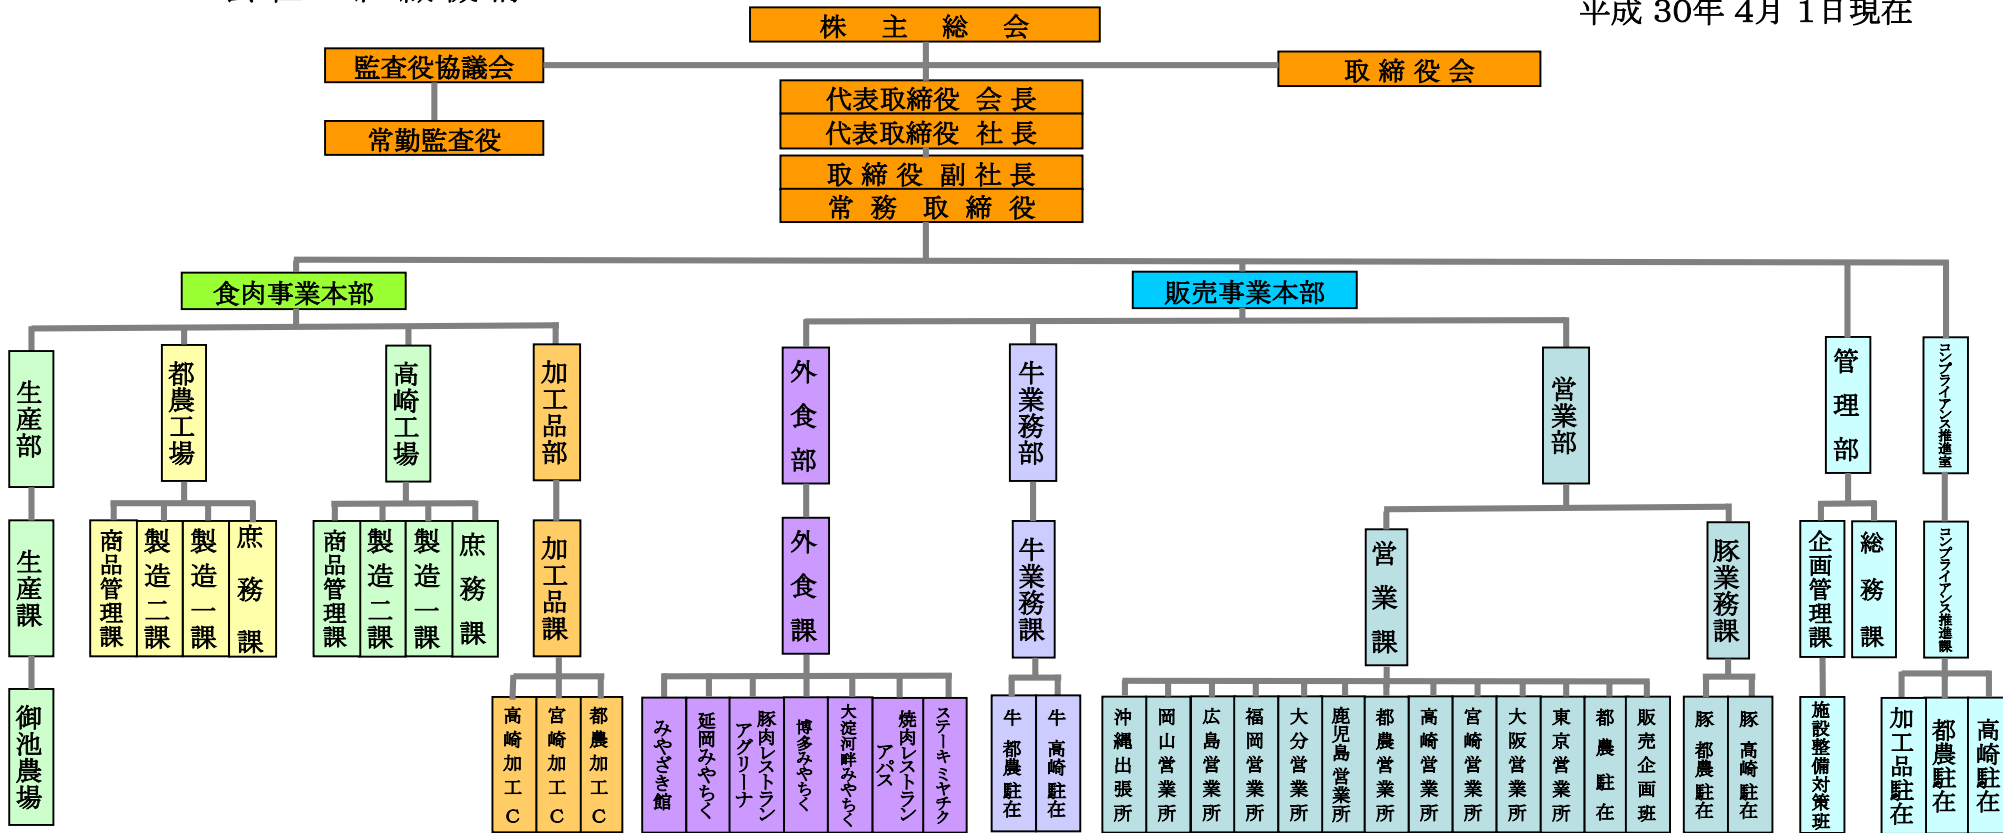 平成 30年 4月 1日現在
株主総会
監査役協議会
取締役会
代表取締役 会長
代表取締役 社長
常勤監査役
取締役 副社長
常務取締役
食肉事業本部
販売事業本部
生産部
都農工場
高崎工場
加工品部
外食部
牛業務部
営業部
管理部
コンプライアンス推進室
生産課
商品管理課
製造二課
製造一課
庶務課
商品管理課
製造二課
製造一課
庶務課
加工品課
外食課
牛業務課
営業課
豚業務課
企画管理課
総務課
コンプライアンス推進課
御池農場
高崎加工C
宮崎加工C
都農加工C
みやざき館
延岡みやちく
豚肉レストラン
アグリーナ
博多みやちく
大淀河畔みやちく
焼肉レストラン
アパス
ステーキミヤチク
牛 都農駐在
牛 高崎駐在
沖縄出張所
岡山営業所
広島営業所
福岡営業所
大分営業所
鹿児島営業所
都農営業所
高崎営業所
宮崎営業所
大阪営業所
東京営業所
都農駐在
販売企画班
豚 都農駐在
豚 高崎駐在
施設整備対策班
加工品駐在
都農駐在
高崎駐在